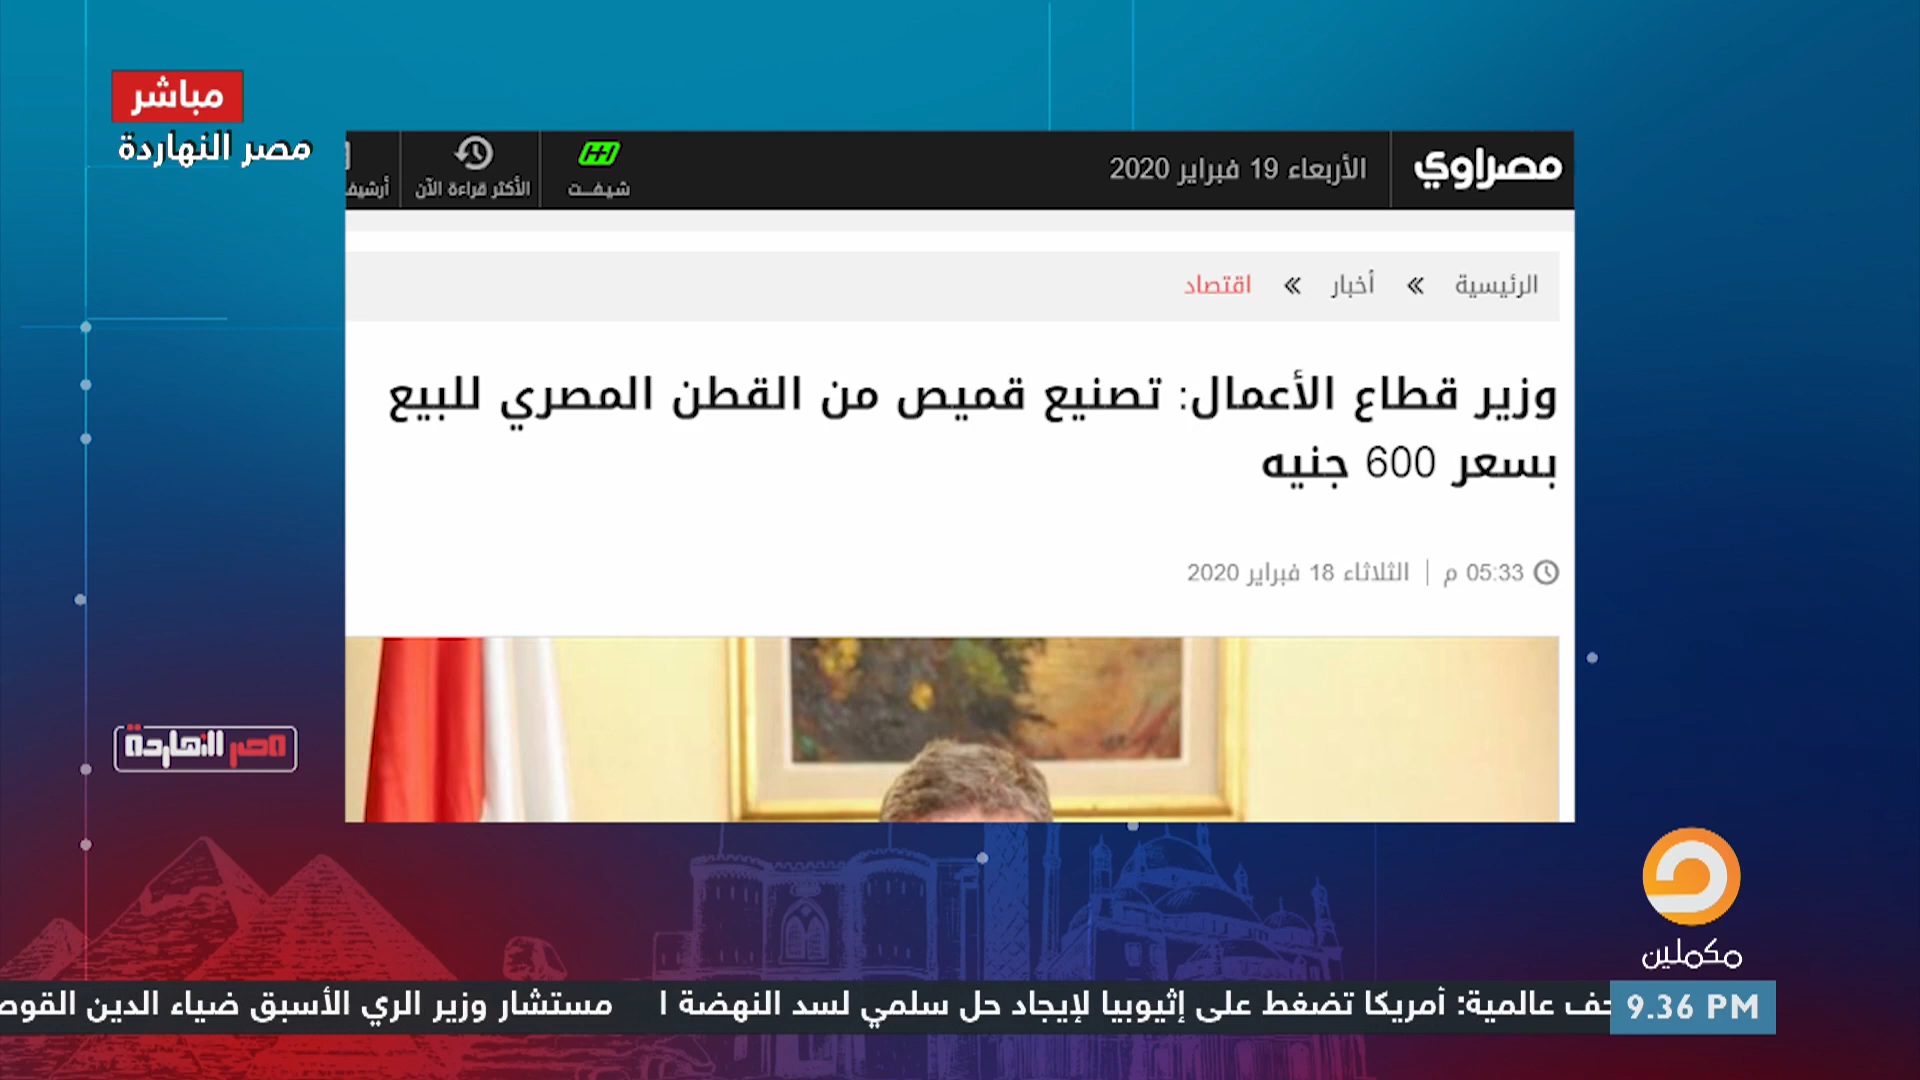 مباشر
مصر النهاردة
مصراوي
الأربعاء 19 فبراير 2020
شيفـت
الأكثر قراءة الآن
الرئيسية » أخبار » اقتصاد
وزير قطاع الأعمال: تصنيع قميص من القطن المصري للبيع
بسعر 600 جنيه
05:33 م | الثلاثاء 18 فبراير 2020
مصر النهاردة
مكملين
عالمية: أمريكا تضغط على إثيوبيا لإيجاد حل سلمي لسد النهضة
مستشار وزير الري الأسبق ضياء الدين
9.36 PM